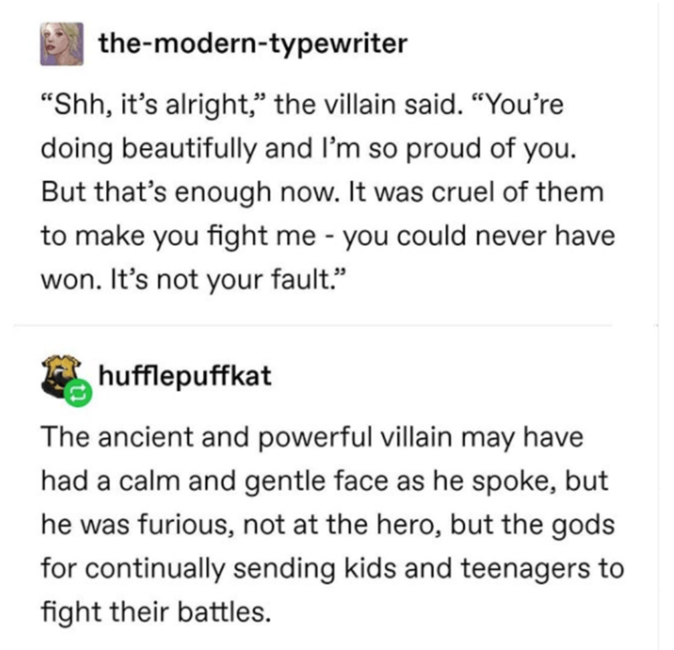 the-modern-typewriter
“Shh, it’s alright,” the villain said. “You’re
doing beautifully and I’m so proud of you.
But that’s enough now. It was cruel of them
to make you fight me - you could never have
won. It’s not your fault.”
hufflepuffkat
The ancient and powerful villain may have
had a calm and gentle face as he spoke, but
he was furious, not at the hero, but the gods
for continually sending kids and teenagers to
fight their battles.